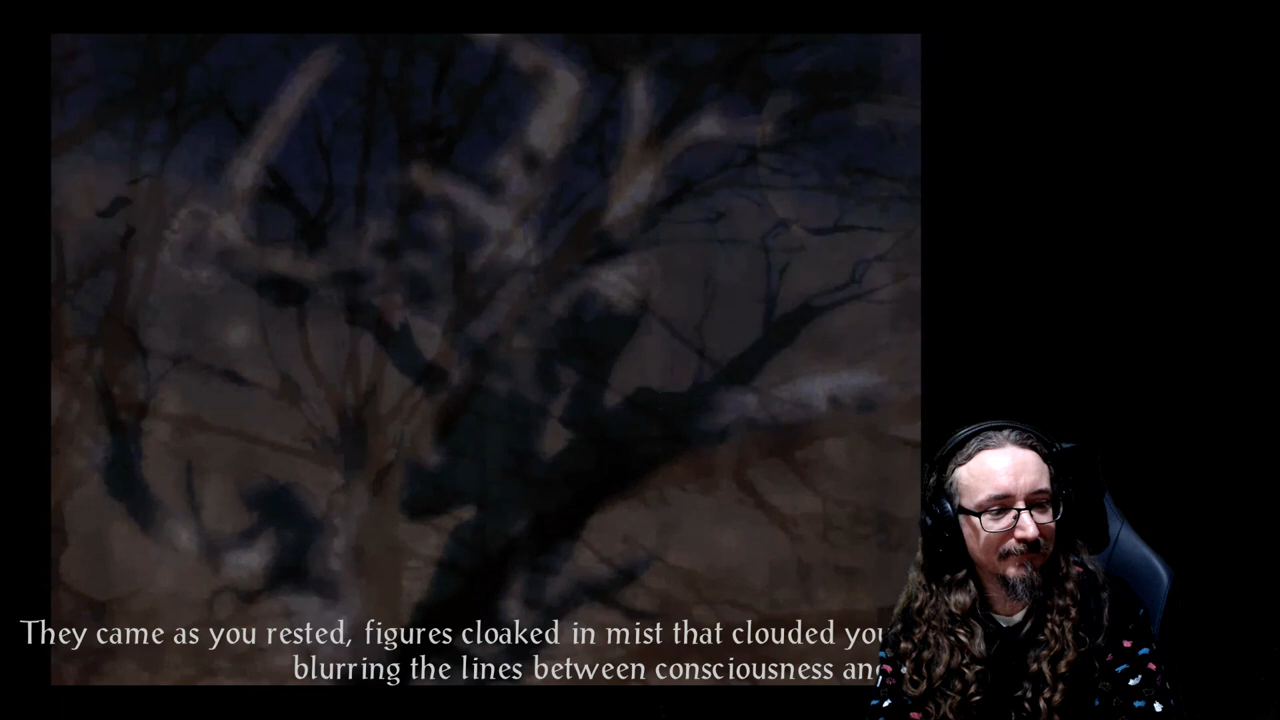 They came as you rested, figures cloaked in mist that clouded
blurring the lines between consciousness